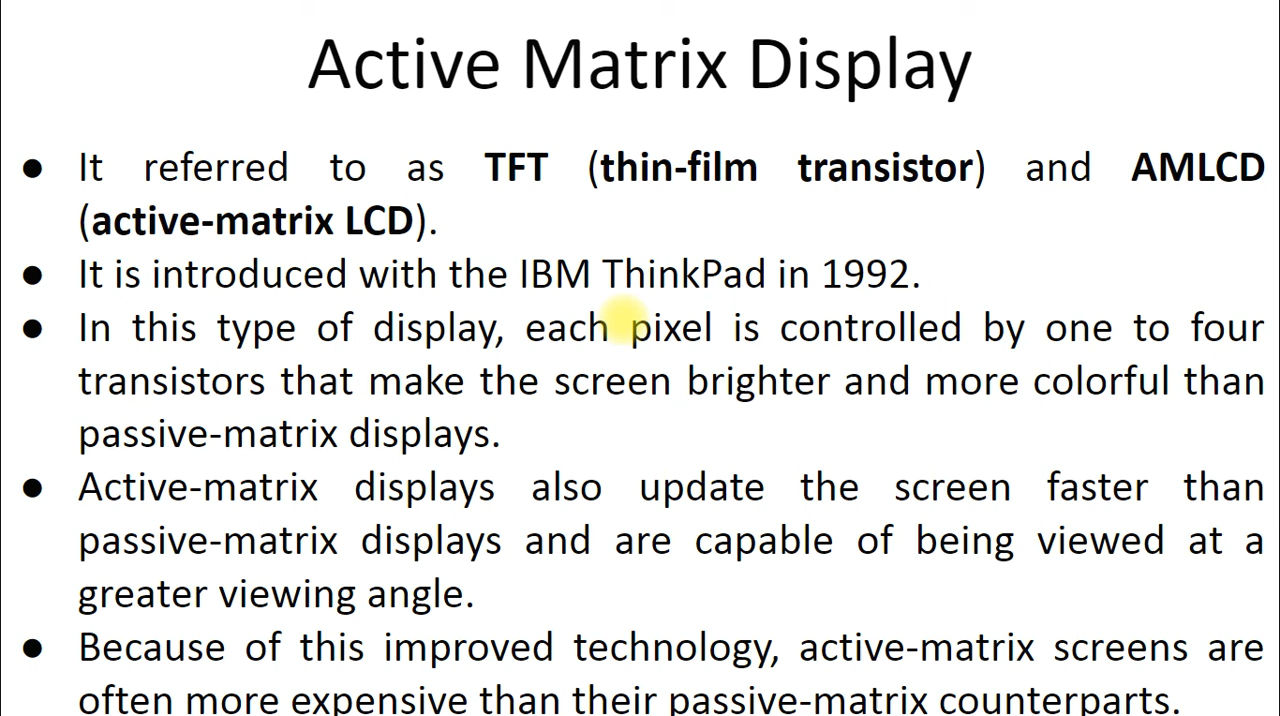 Active Matrix Display
● It referred to as TFT (thin-film transistor) and AMLCD
(active-matrix LCD).
● It is introduced with the IBM ThinkPad in 1992.
● In this type of display, each pixel is controlled by one to four
transistors that make the screen brighter and more colorful than
passive-matrix displays.
● Active-matrix displays also update the screen faster than
passive-matrix displays and are capable of being viewed at a
greater viewing angle.
● Because of this improved technology, active-matrix screens are
often more expensive than their passive-matrix counterparts.